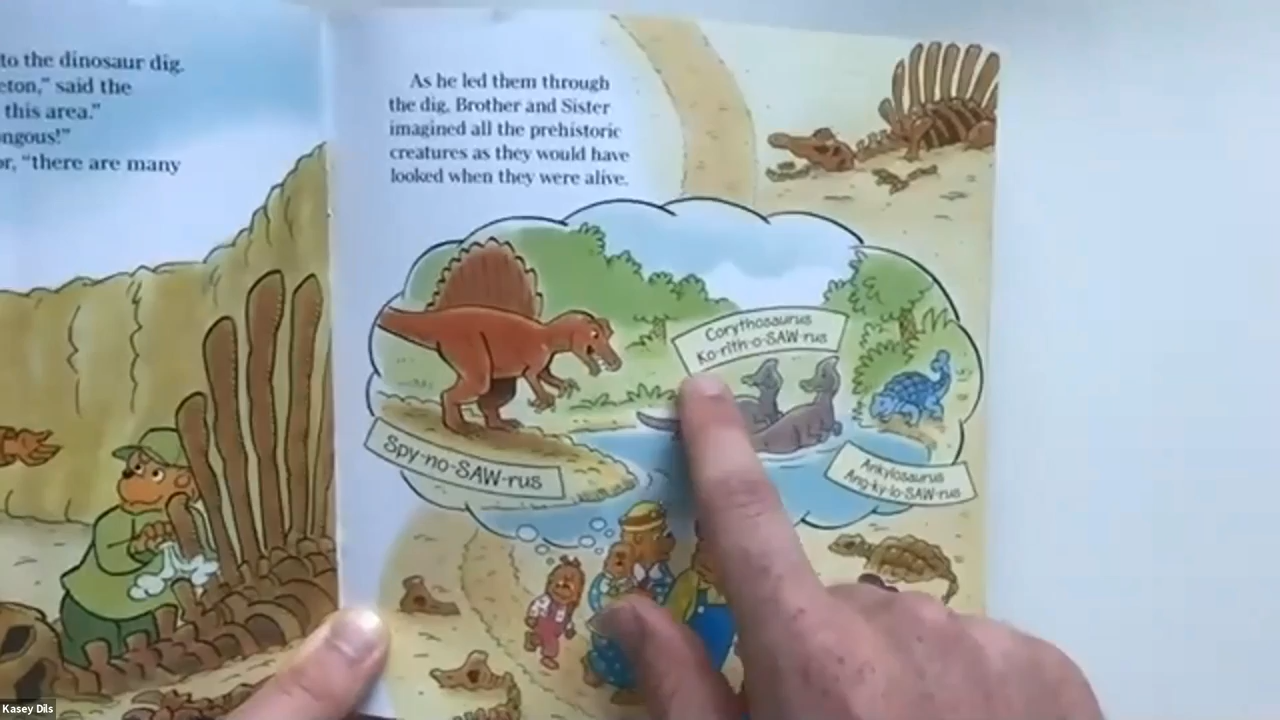 to the dinosaur dig.
eton," said the
this area."
ngous!"
or, "there are many
As he led them through
the dig, Brother and Sister
imagined all the prehistoric
creatures as they would have
looked when they were alive.
Corythosaurus
Ko-rith-o-SAW-rus
Spy-no-SAW-rus
Ankylosaurus
Ang-ky-lo-SAW-rus
Kasey Dils